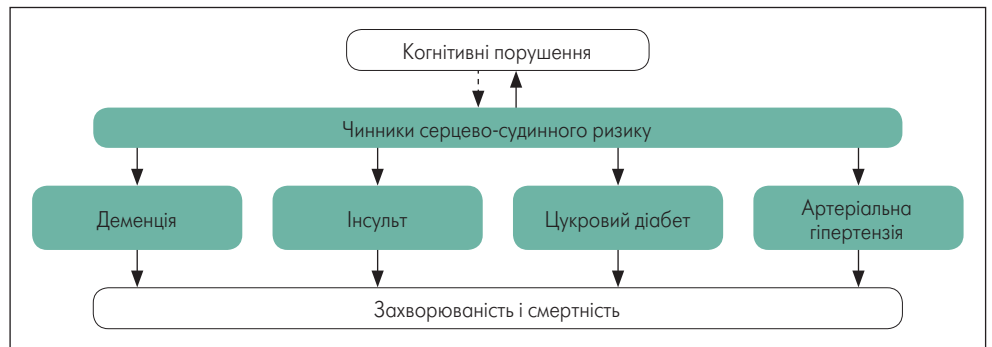 Когнітивні порушення
Чинники серцево-судинного ризику
Деменція
Інсульт
Цукровий діабет
Артеріальна
гіпертензія
Захворюваність і смертність